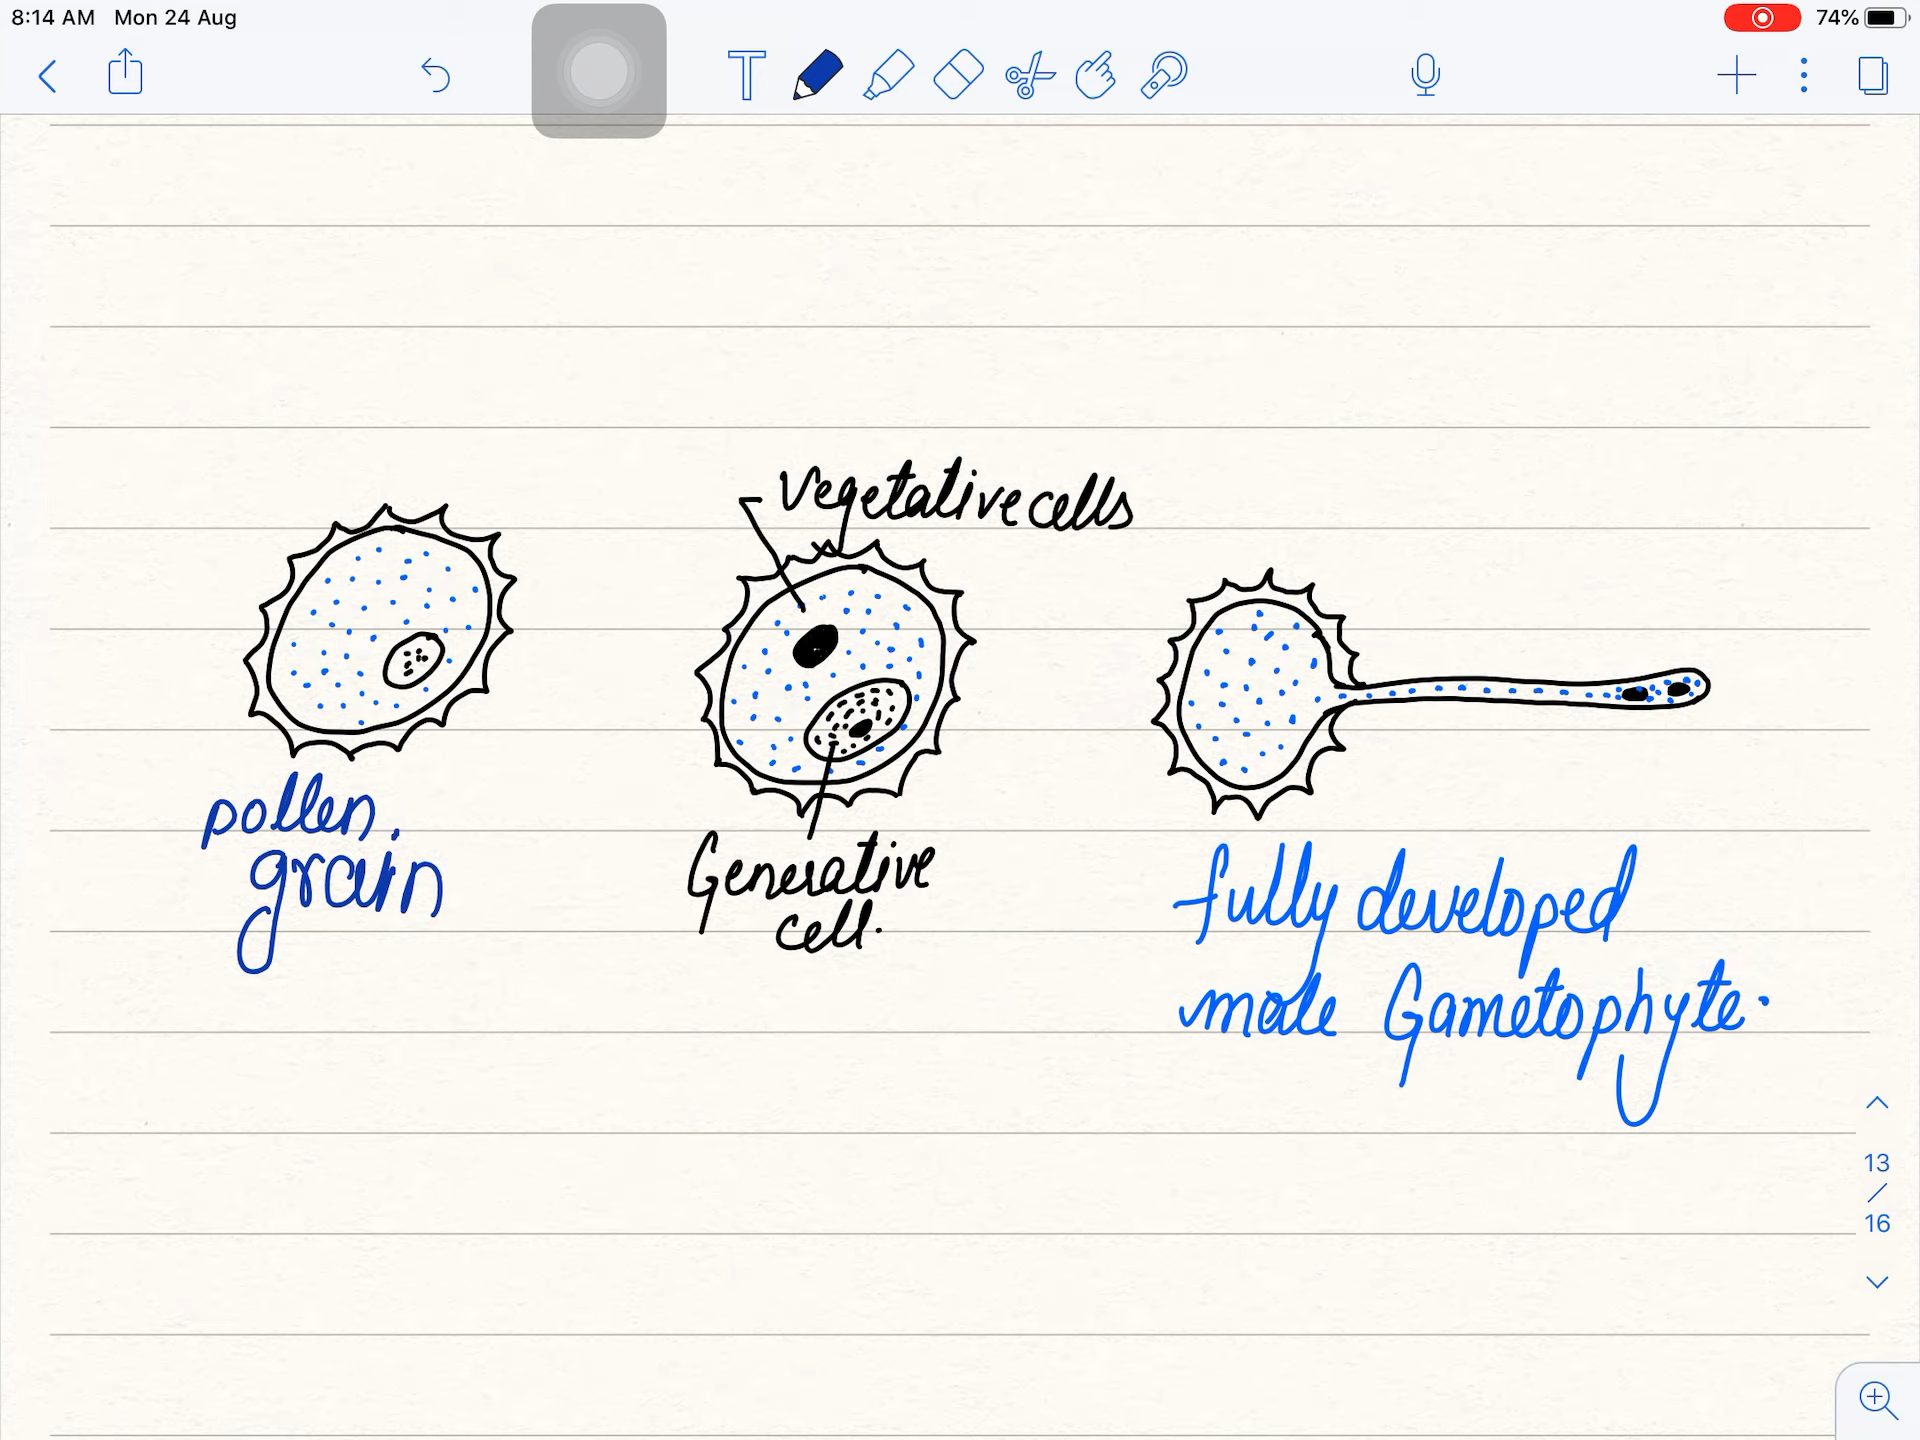 8:14 AM Mon 24 Aug
74%
T
Vegetative cells
pollen
grain
Generative
cell.
fully developed
male Gametophyte.
13
/
16